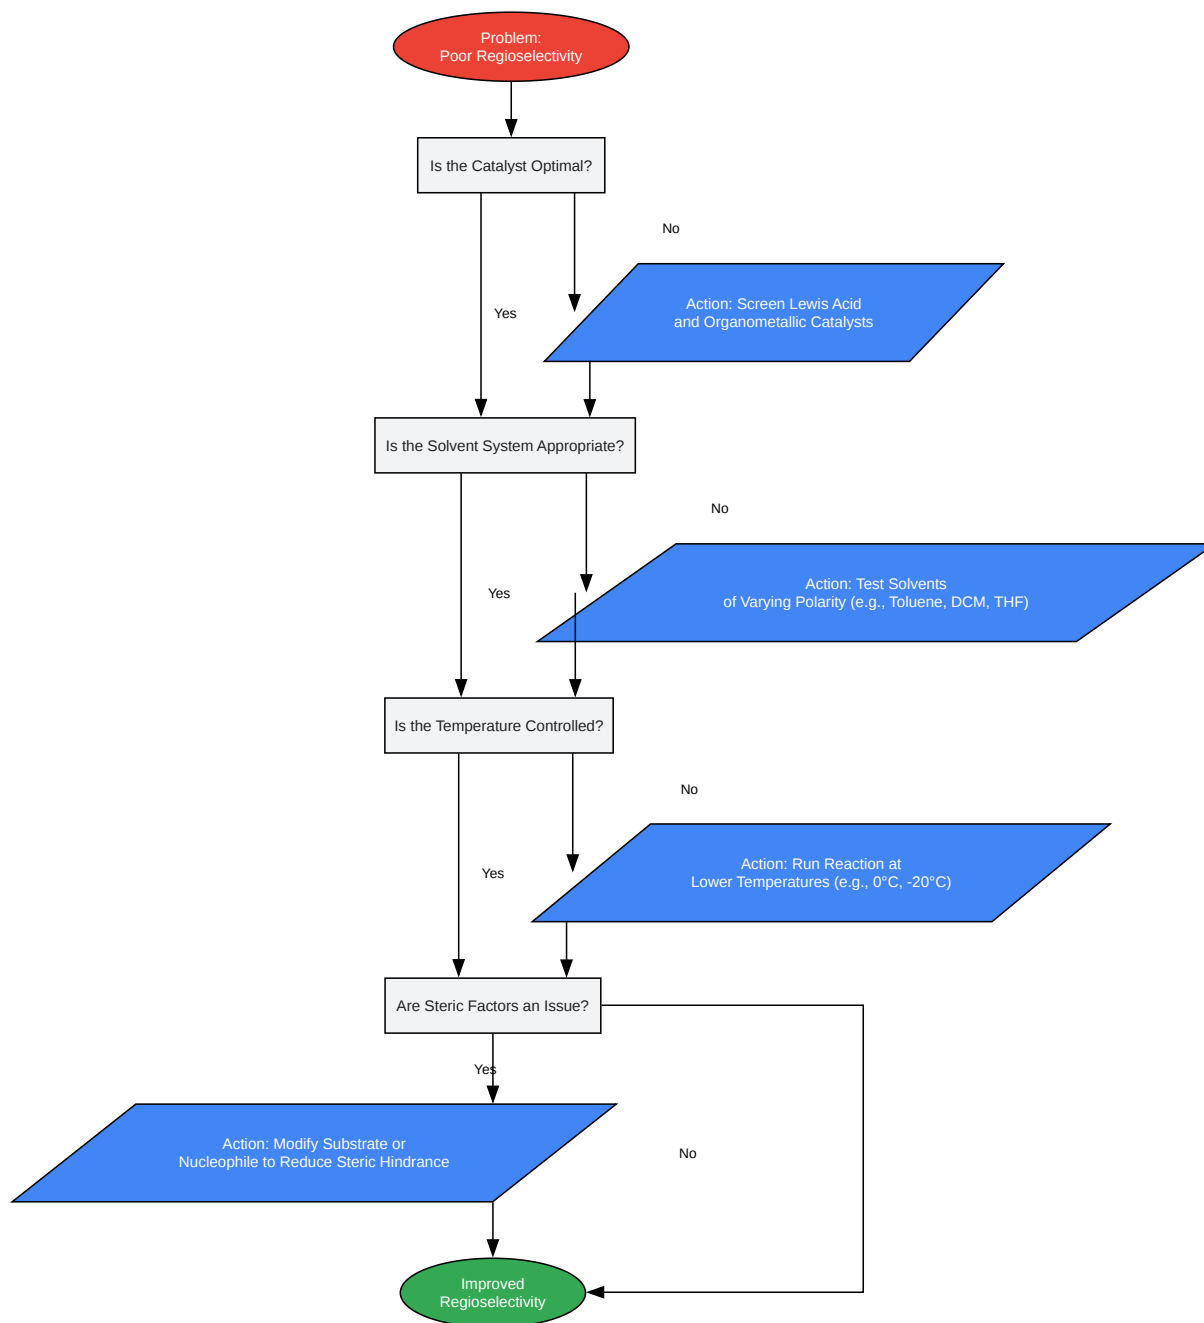 Problem:
Poor Regioselectivity
Is the Catalyst Optimal?
No
Action: Screen Lewis Acid
and Organometallic Catalysts
Yes
Is the Solvent System Appropriate?
No
Action: Test Solvents
of Varying Polarity (e.g., Toluene, DCM, THF)
Yes
Is the Temperature Controlled?
No
Action: Run Reaction at
Lower Temperatures (e.g., 0°C, -20°C)
Yes
Are Steric Factors an Issue?
Yes
Action: Modify Substrate or
Nucleophile to Reduce Steric Hindrance
No
Improved
Regioselectivity